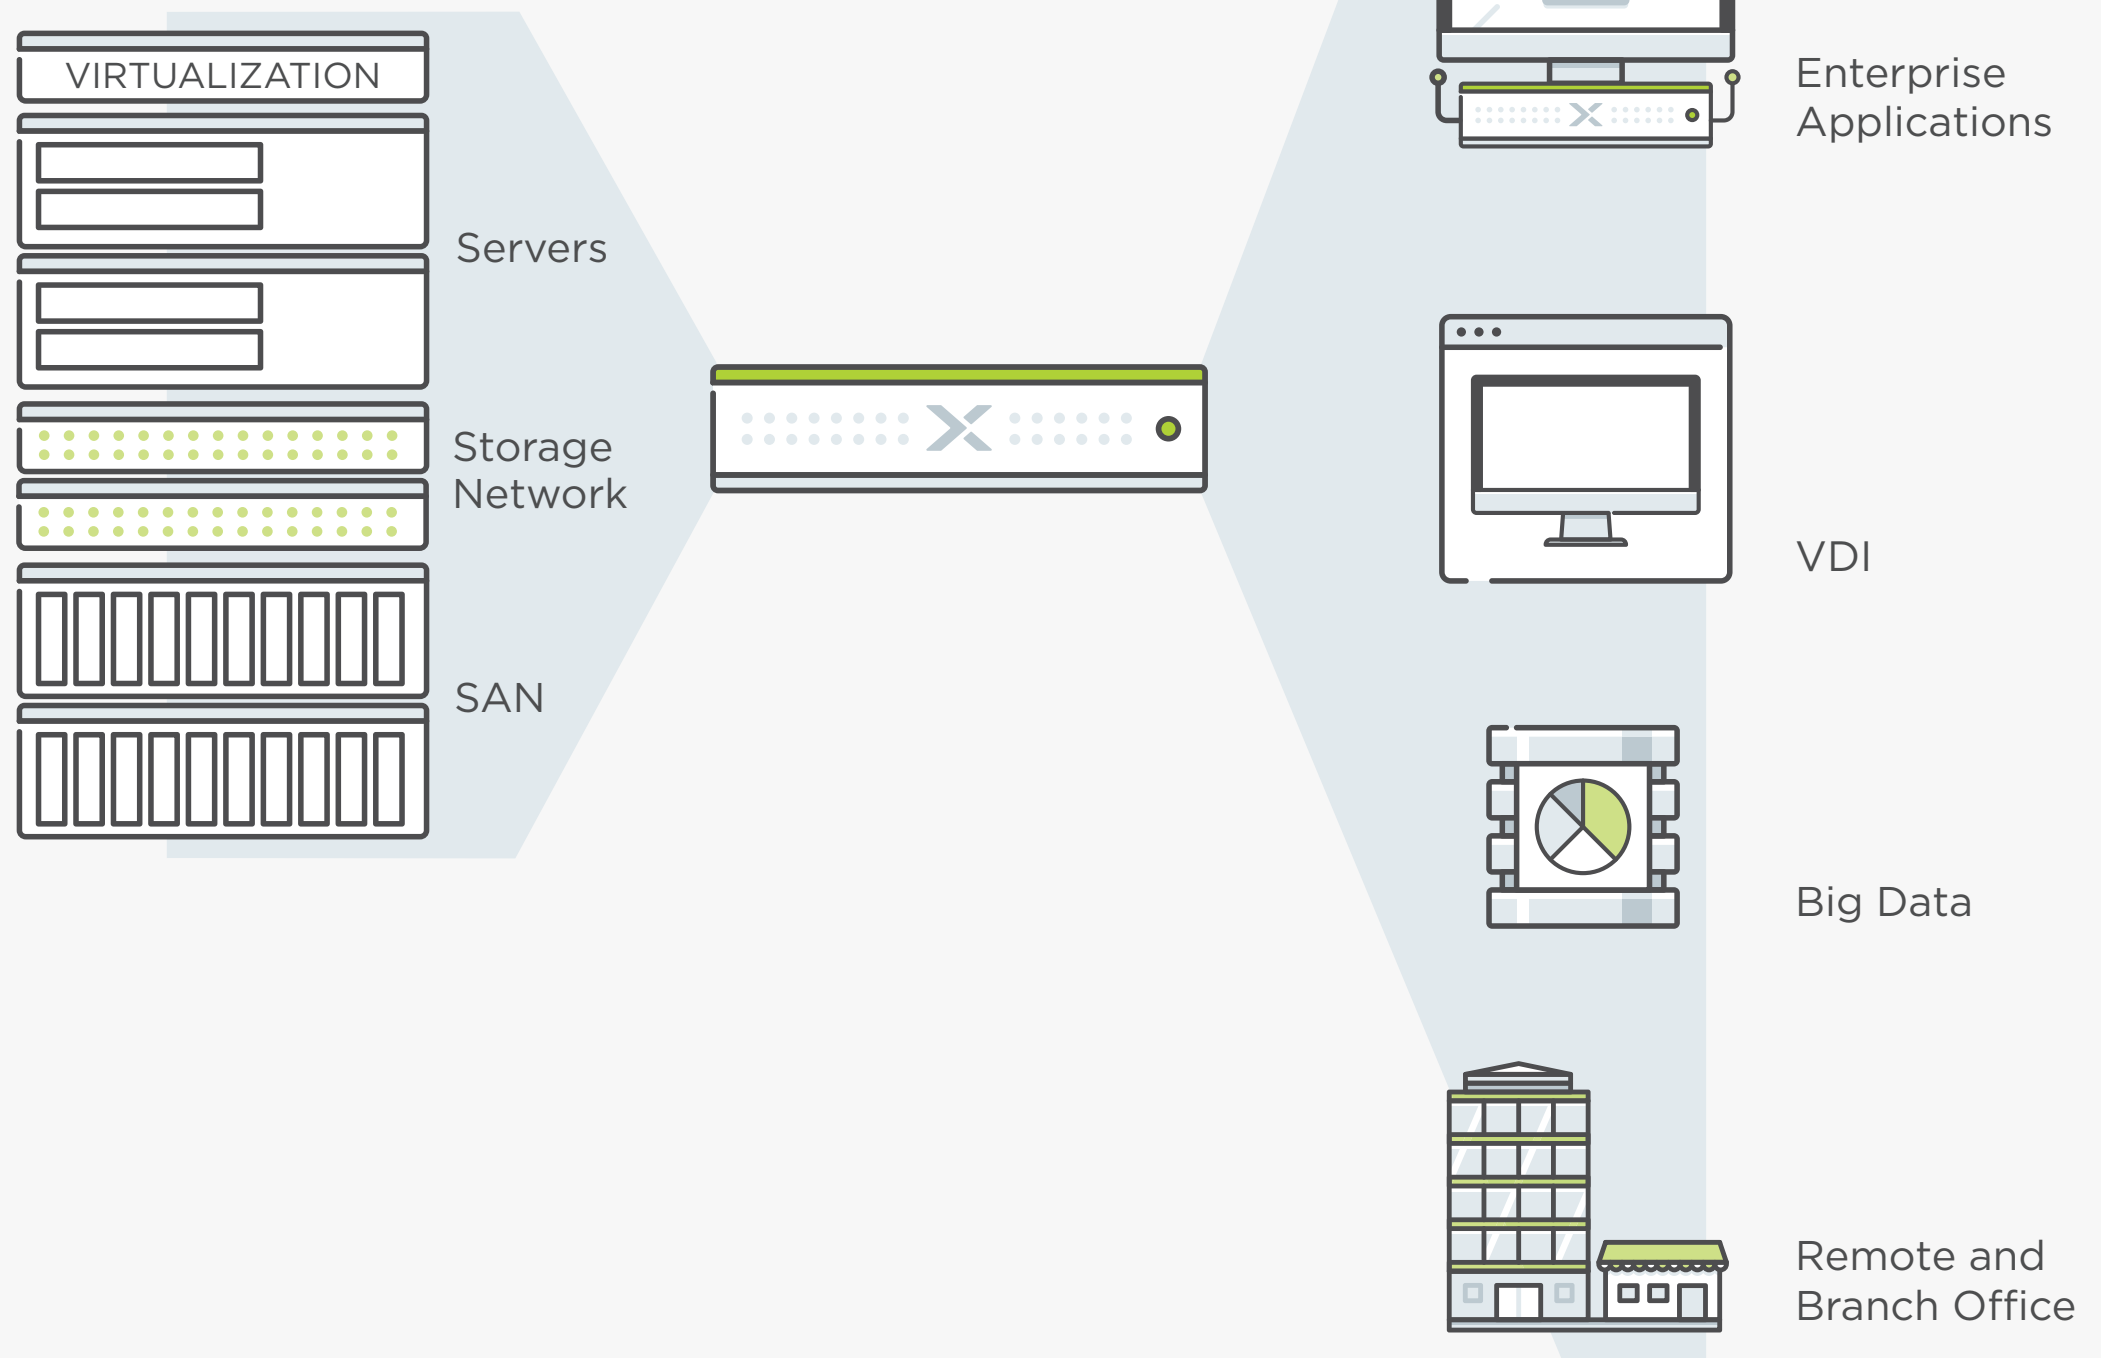 VIRTUALIZATION
Servers
Storage
Network
SAN
Enterprise
Applications
VDI
Big Data
Remote and
Branch Office